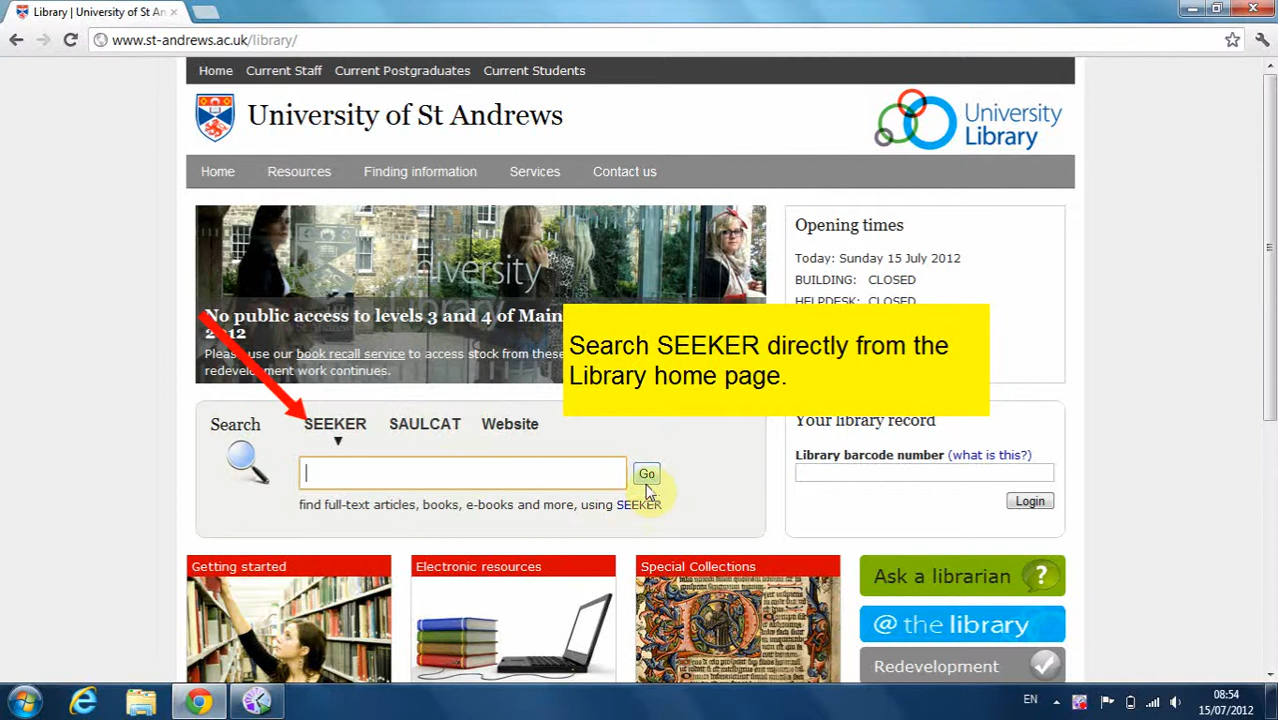 Library | University of St An
www.st-andrews.ac.uk/library/
Home Current Staff Current Postgraduates Current Students
University of St Andrews
University
Library
Home Resources Finding information Services Contact us
University
No public access to levels 3 and 4 of Main
2012
Please use our book recall service to access stock from these
redevelopment work continues.
Opening times
Today: Sunday 15 July 2012
BUILDING: CLOSED
HELPDESK: CLOSED
Search SEEKER directly from the
Library home page.
Search
SEEKER SAULCAT Website
Go
find full-text articles, books, e-books and more, using SEEKER
Your library record
Library barcode number (what is this?)
Login
Getting started
Electronic resources
Special Collections
Ask a librarian ?
@ the library
Redevelopment
EN
08:54
15/07/2012